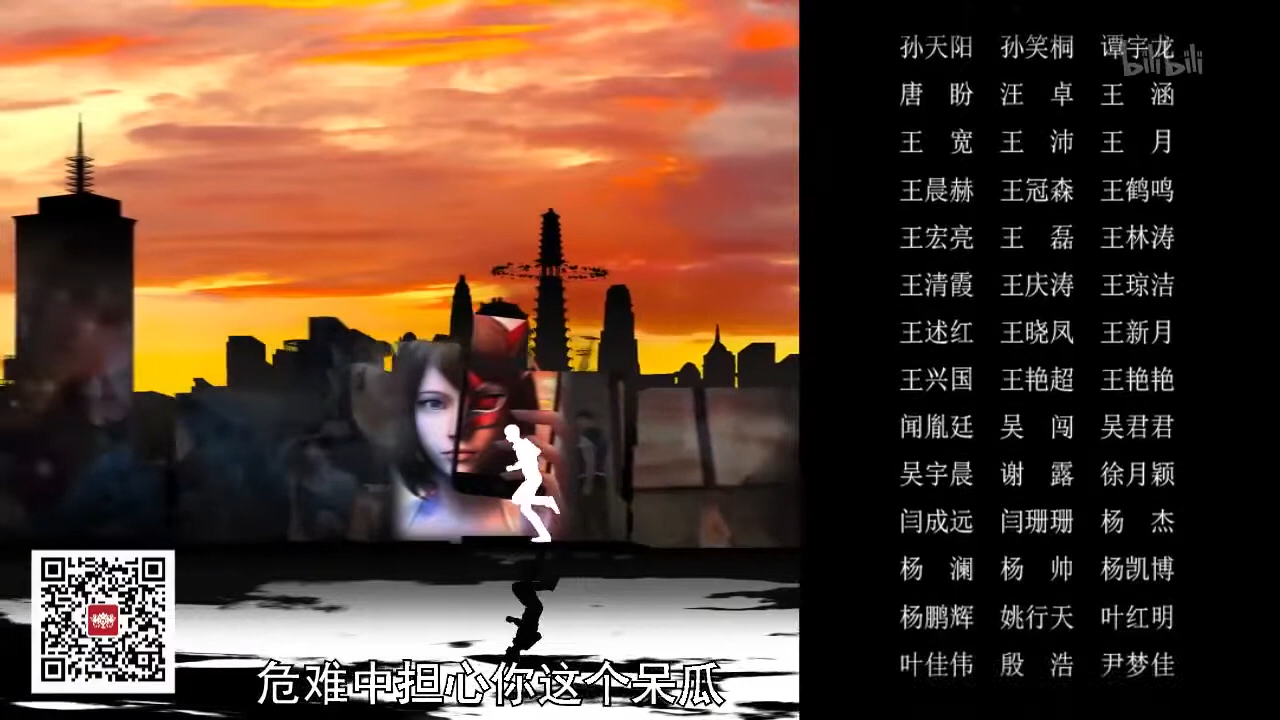 孙天阳 孙笑桐 谭宇龙
bilibili
唐盼 汪卓 王涵
王宽 王沛 王月
王晨赫 王冠森 王鹤鸣
王宏亮 王磊 王林涛
王清霞 王庆涛 王琼洁
王述红 王晓凤 王新月
王兴国 王艳超 王艳艳
闻胤廷 吴闯 吴君君
吴宇晨 谢露 徐月颖
闫成远 闫珊珊 杨杰
杨澜 杨帅 杨凯博
杨鹏辉 姚行天 叶红明
叶佳伟 殷浩 尹梦佳
危难中担心你这个呆瓜